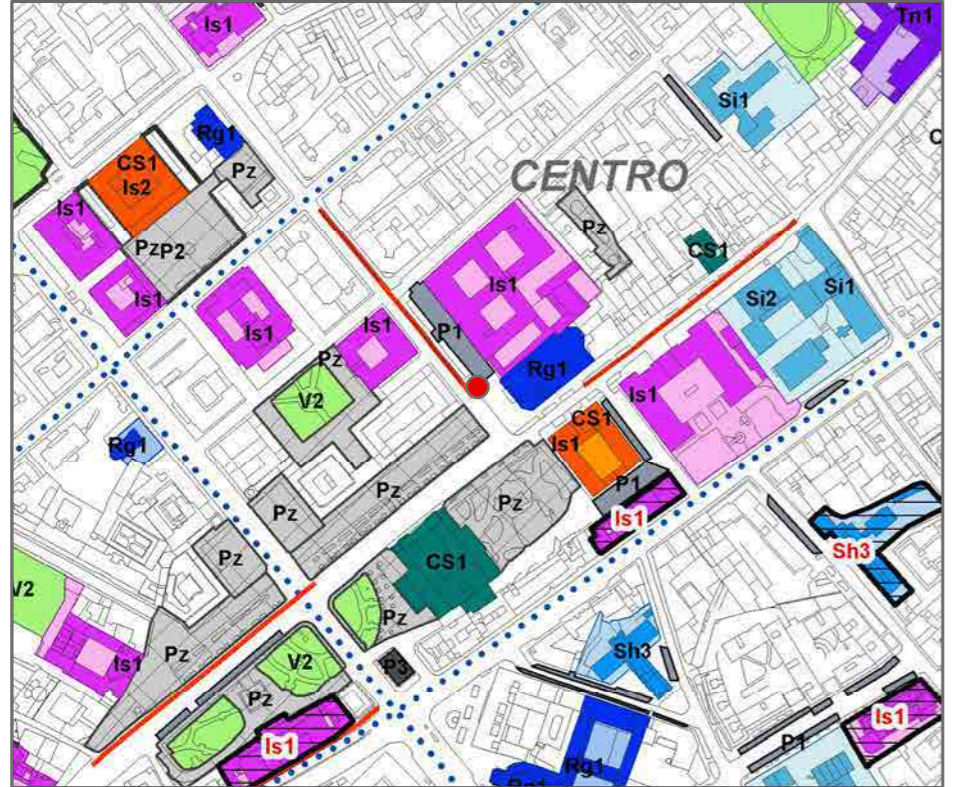 Is1
Tn1
Si1
Rg1
CS1
Is2
Pz
CENTRO
Is1
PzP2
Pz
CS1
Is1
Is1
Si1
Si2
Is1
Is1
P1
Pz
Rg1
V2
Is1
CS1
Is1
Rg1
Pz
Pz
Pz
P1
Is1
Pz
CS1
Sh3
V2
Pz
Is1
Pz
V2
P3
Sh3
Pz
Is1
Is1
P1
Rg1